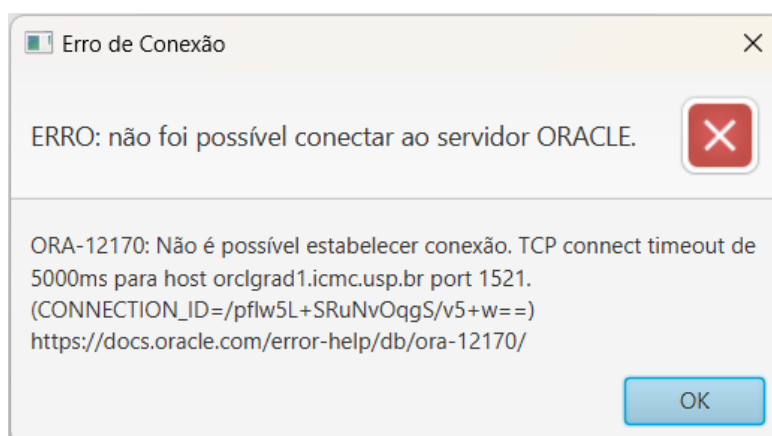 Erro de Conexão
ERRO: não foi possível conectar ao servidor ORACLE.
ORA-12170: Não é possível estabelecer conexão. TCP connect timeout de
5000ms para host orclgrad1.icmc.usp.br port 1521.
(CONNECTION_ID=/pflw5L+SRuNvOqgS/v5+w==)
https://docs.oracle.com/error-help/db/ora-12170/
OK